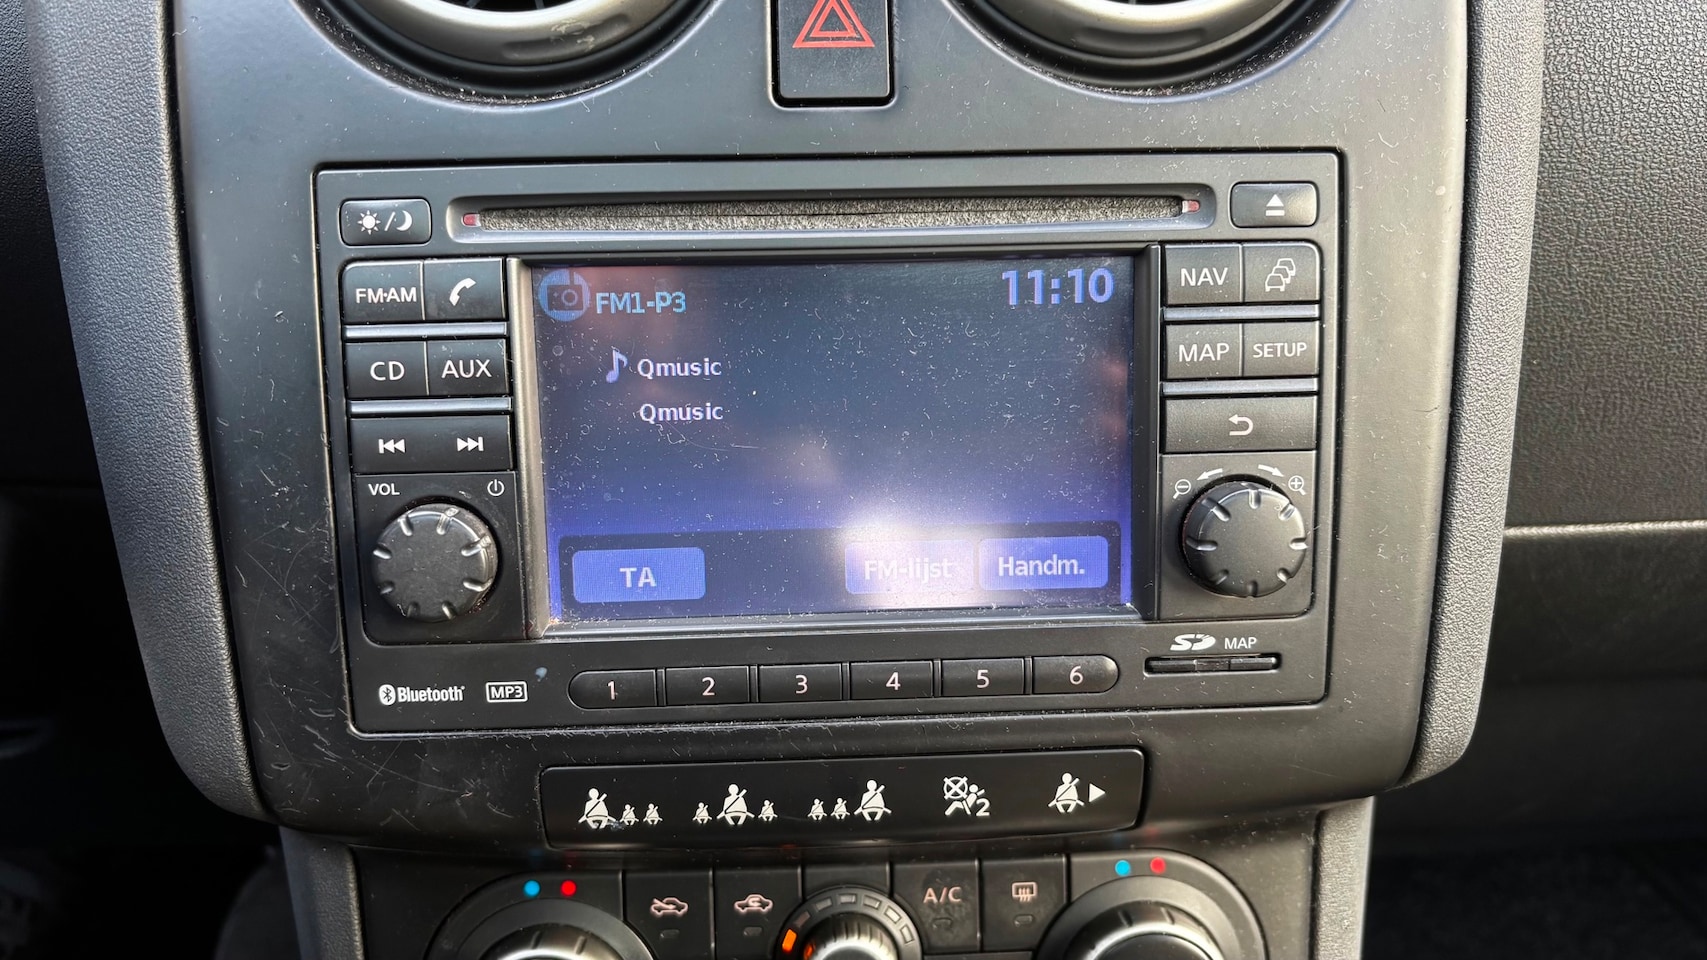 FM·AM
CD AUX
VOL
FM1-P3 11:10
Qmusic
Qmusic
TA FM-lijst Handm.
NAV
MAP SETUP
Bluetooth MP3
1 2 3 4 5 6
SD MAP
2
A/C